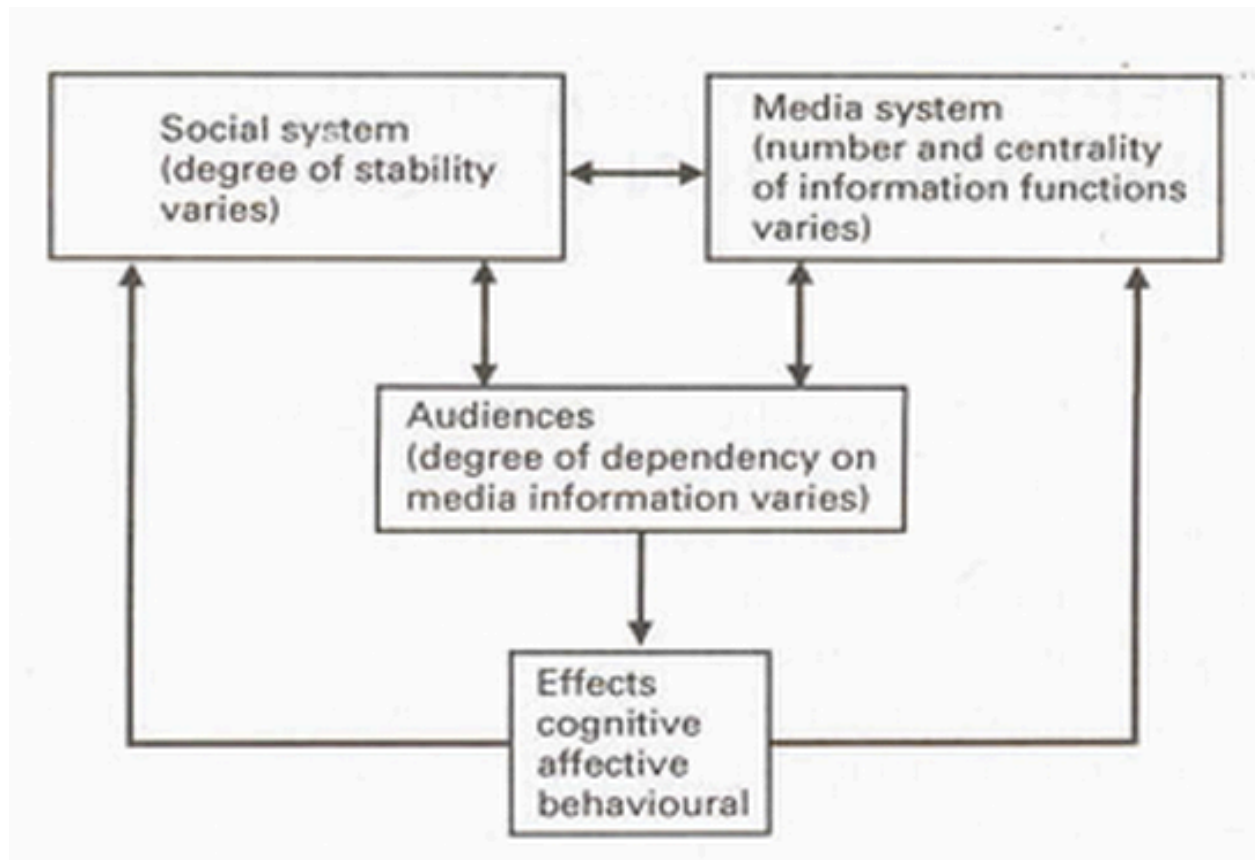 Social system
(degree of stability
varies)
Media system
(number and centrality
of information functions
varies)
Audiences
(degree of dependency on
media information varies)
Effects
cognitive
affective
behavioural